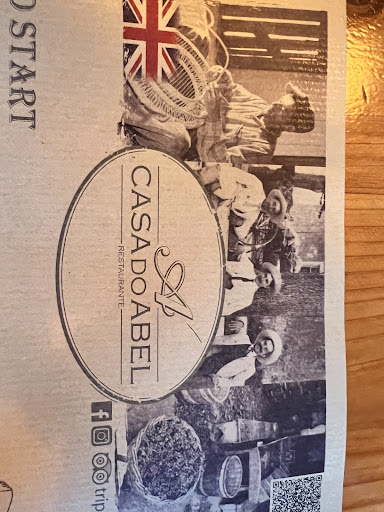 O START
CASA DO ABEL
RESTAURANTE
trip